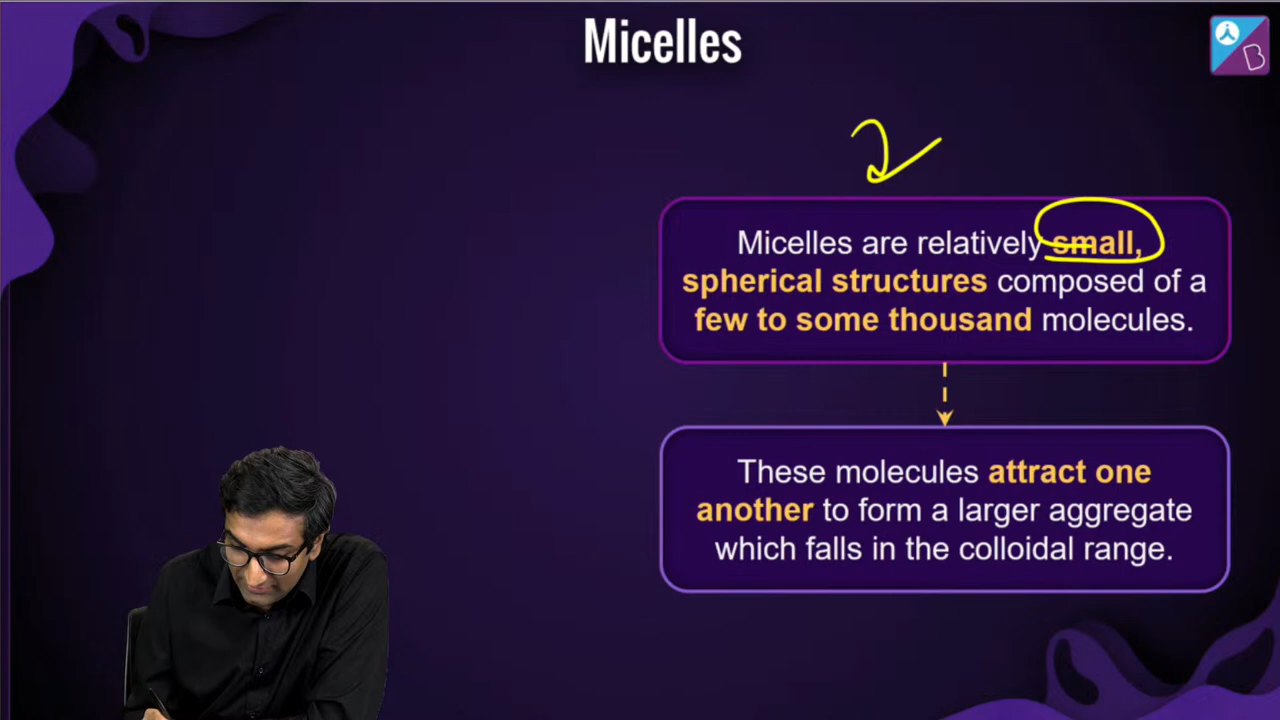 Micelles
Micelles are relatively small,
spherical structures composed of a
few to some thousand molecules.
These molecules attract one
another to form a larger aggregate
which falls in the colloidal range.